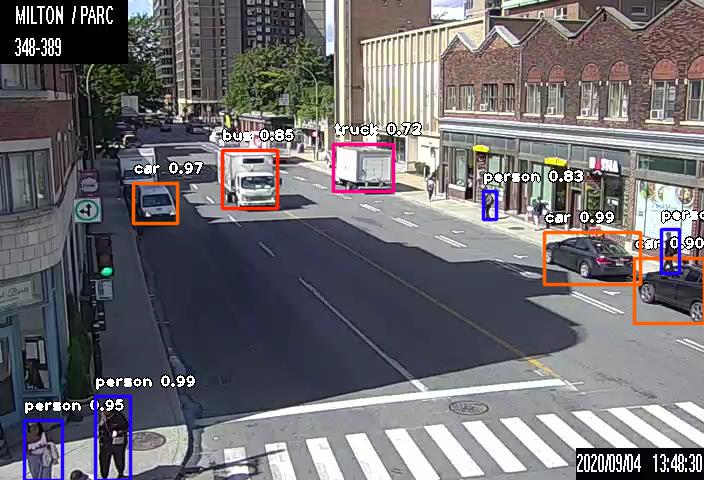 MILTON / PARC
348-389
bus 0.85
truck 0.72
car 0.97
person 0.83
car 0.99
perso
car 0.90
person 0.99
person 0.95
2020/09/04 13:48:30